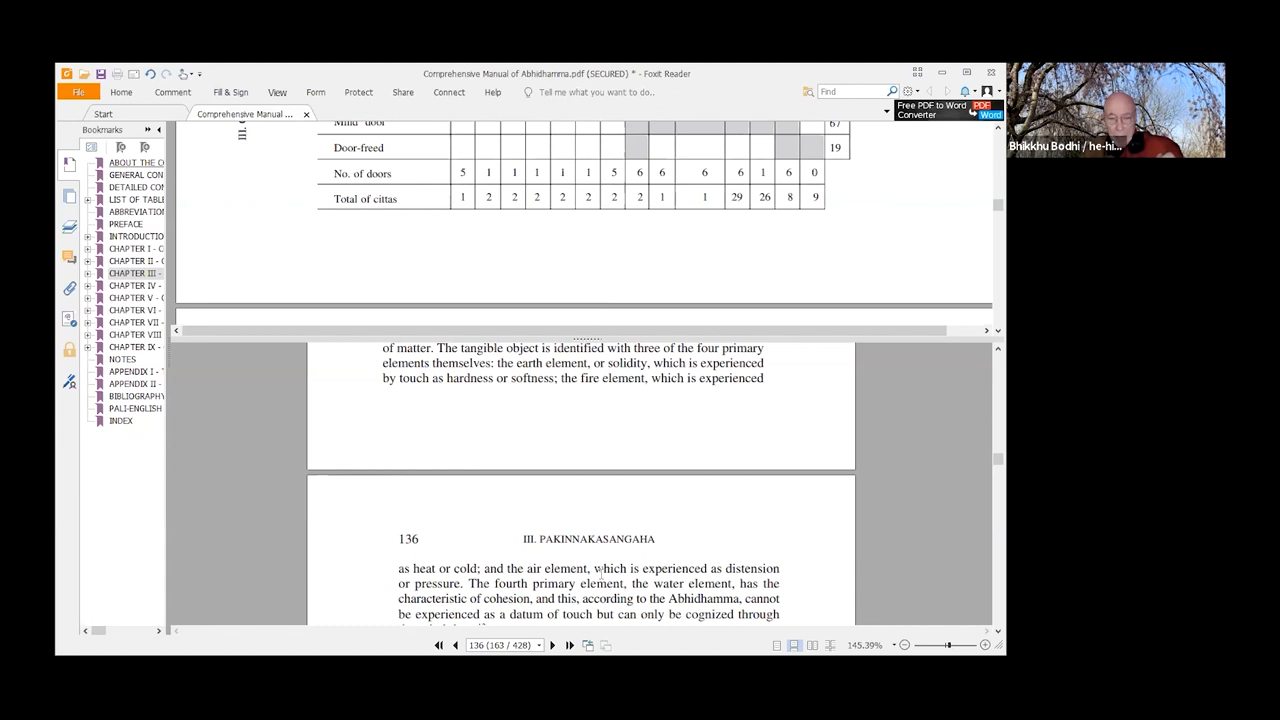 Comprehensive Manual of Abhidhamma.pdf (SECURED) * - Foxit Reader
File Home Comment Fill & Sign View Form Protect Share Connect Help Tell me what you want to do.. Find
Start Comprehensive Manual ...
Free PDF to Word PDF
Converter Word
Bookmarks
ABOUT THE C
GENERAL CON
DETAILED CON
LIST OF TABLE
ABBREVIATION
PREFACE
INTRODUCTIO
CHAPTER I - C
CHAPTER II - C
CHAPTER III -
CHAPTER IV -
CHAPTER V - C
CHAPTER VI -
CHAPTER VII -
CHAPTER VIII
CHAPTER IX -
NOTES
APPENDIX I - T
APPENDIX II -
BIBLIOGRAPHY
PALI-ENGLISH
INDEX
III.
Mind door 67
Door-freed 19
No. of doors 5 1 1 1 1 1 5 6 6 6 6 1 6 0
Total of cittas 1 2 2 2 2 2 2 2 1 1 29 26 8 9
of matter. The tangible object is identified with three of the four primary
elements themselves: the earth element, or solidity, which is experienced
by touch as hardness or softness; the fire element, which is experienced
136 III. PAKINNAKASANGAHA
as heat or cold; and the air element, which is experienced as distension
or pressure. The fourth primary element, the water element, has the
characteristic of cohesion, and this, according to the Abhidhamma, cannot
be experienced as a datum of touch but can only be cognized through
136 (163 / 428)
145.39%
Bhikkhu Bodhi / he-hi...